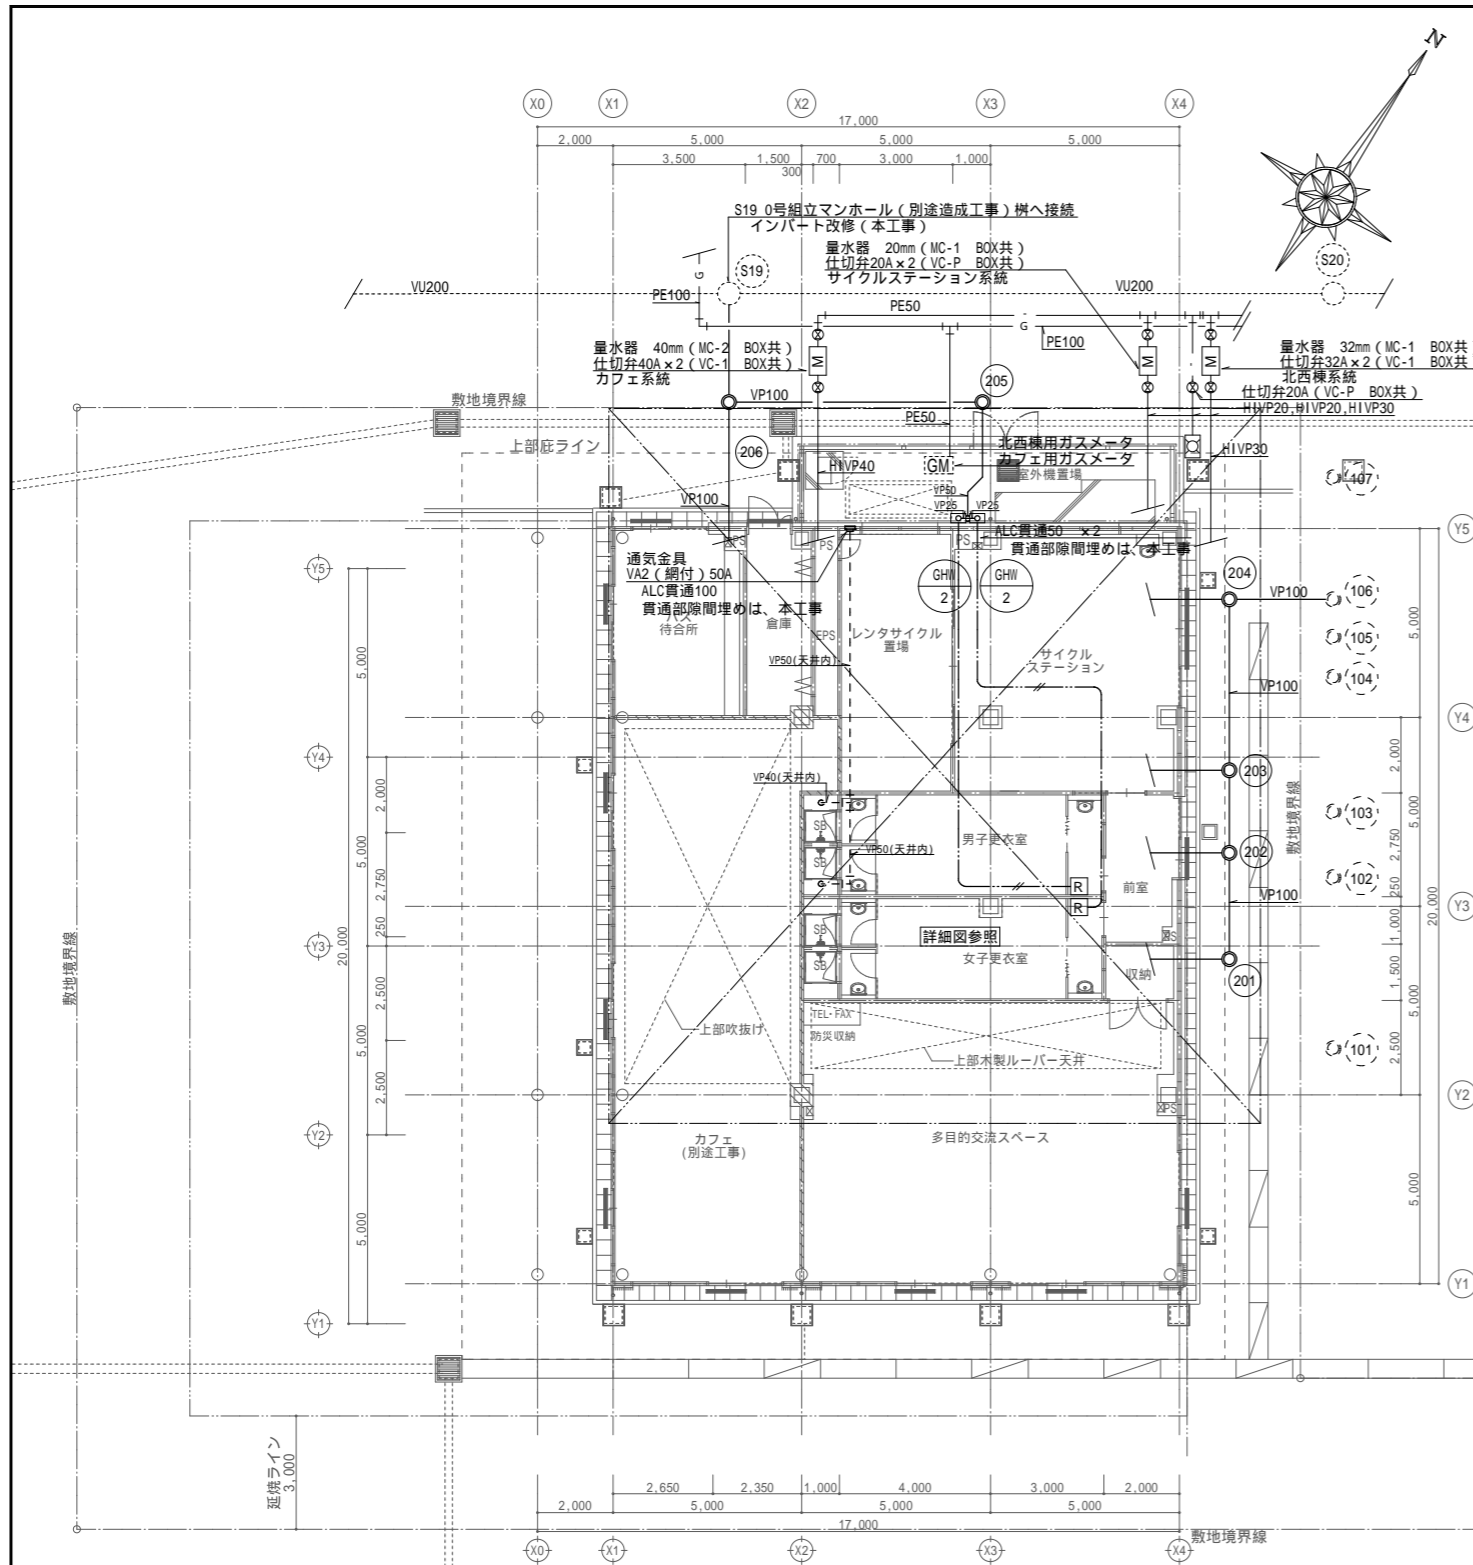 N
X0 X1 X2 X3 X4
17,000
2,000 5,000 5,000 5,000
3,500 1,500 700 3,000 1,000
300
S19 0号組立マンホール(別途造成工事)桝へ接続
インバート改修(本工事)
量水器 20mm(MC-1 BOX共)
仕切弁20A×2(VC-P BOX共)
サイクルステーション系統
S19
S20
G
VU200
VU200
PE100
PE50
G
PE100
量水器 40mm(MC-2 BOX共)
仕切弁40A×2(VC-1 BOX共)
カフェ系統
M
M
M
量水器 32mm(MC-1 BOX共)
仕切弁32A×2(VC-1 BOX共)
北西棟系統
仕切弁20A(VC-P BOX共)
HIVP20,HIVP20,HIVP30
敷地境界線
VP100
205
PE50
上部庇ライン
206
HIVP40
GM
北西棟用ガスメータ
カフェ用ガスメータ
室外機置場
HIVP30
107
VP100
VP50
VP25 VP25
PS
PS
PS
ALC貫通50 ×2
貫通部隙間埋めは、本工事
Y5
Y5
通気金具
VA2(網付)50A
ALC貫通100
貫通部隙間埋めは、本工事
バス
待合所
倉庫
EPS
レンタサイクル
置場
GHW
2
GHW
2
サイクル
ステーション
204
VP100
106
105
104
VP50(天井内)
VP100
5,000
5,000
Y4
Y4
VP40(天井内)
203
2,000
2,000
敷地境界線
103
SB
SB
VP50(天井内)
男子更衣室
前室
202
102
5,000
5,000
2,750
2,750
250
250
R
R
VP100
Y3
Y3
20,000
20,000
SB
SB
詳細図参照
女子更衣室
PS
収納
201
1,000
1,500
2,500
敷地境界線
TEL・FAX
防災収納
上部吹抜け
上部木製ルーバー天井
101
5,000
5,000
2,500
2,500
Y2
Y2
PS
カフェ
(別途工事)
多目的交流スペース
5,000
5,000
Y1
Y1
延焼ライン
3,000
2,650 2,350 1,000 4,000 3,000 2,000
2,000 5,000 5,000 5,000
17,000
敷地境界線
X0 X1 X2 X3 X4